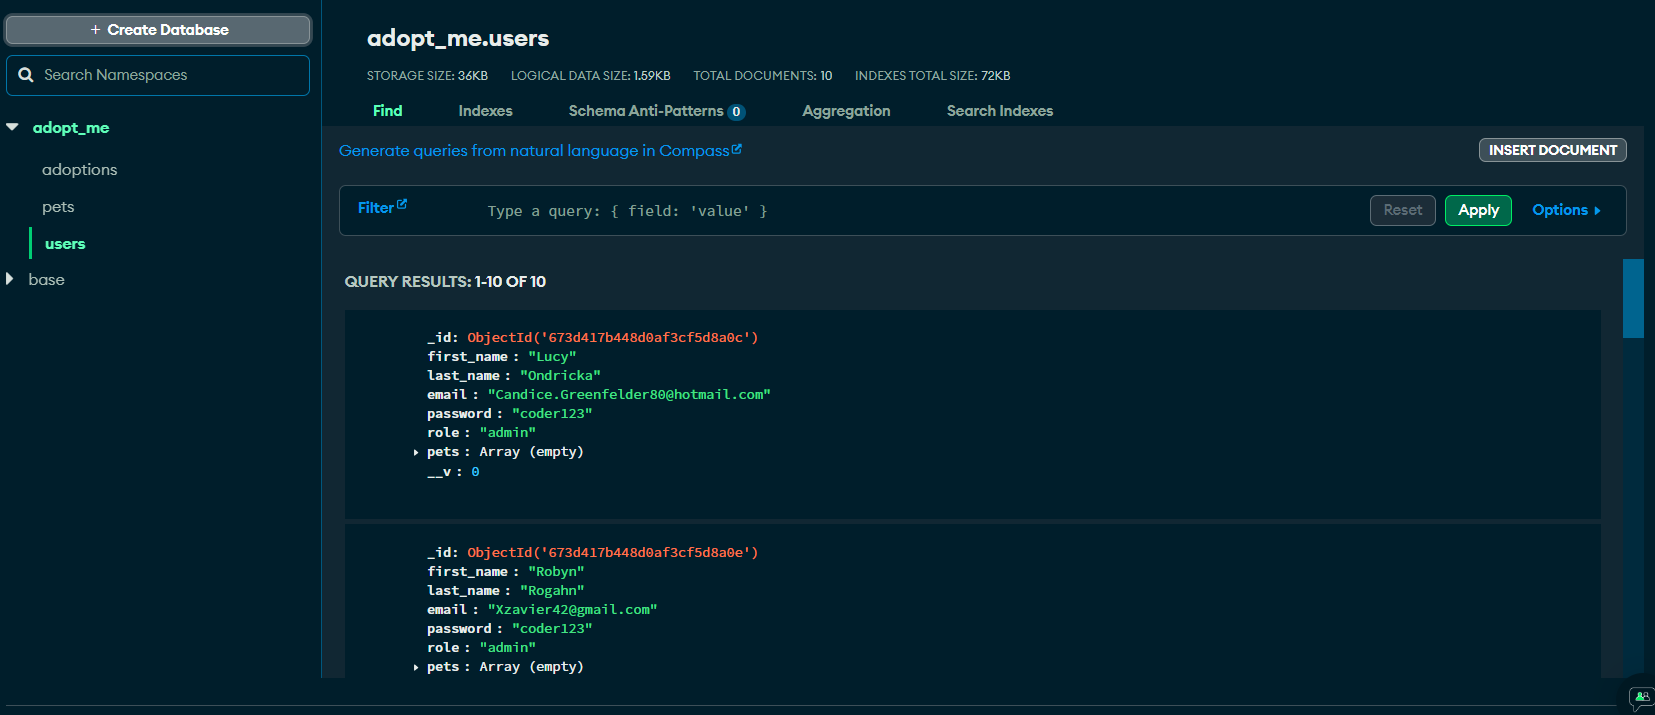 + Create Database
Search Namespaces
adopt_me
adoptions
pets
users
base
adopt_me.users
STORAGE SIZE: 36KB LOGICAL DATA SIZE: 1.59KB TOTAL DOCUMENTS: 10 INDEXES TOTAL SIZE: 72KB
Find Indexes Schema Anti-Patterns 0 Aggregation Search Indexes
Generate queries from natural language in Compass
INSERT DOCUMENT
Filter Type a query: { field: 'value' } Reset Apply Options
QUERY RESULTS: 1-10 OF 10
_id: ObjectId('673d417b448d0af3cf5d8a0c')
first_name : "Lucy"
last_name : "Ondricka"
email : "Candice.Greenfelder80@hotmail.com"
password : "coder123"
role : "admin"
pets : Array (empty)
__v : 0
_id: ObjectId('673d417b448d0af3cf5d8a0e')
first_name : "Robyn"
last_name : "Rogahn"
email : "Xzavier42@gmail.com"
password : "coder123"
role : "admin"
pets : Array (empty)